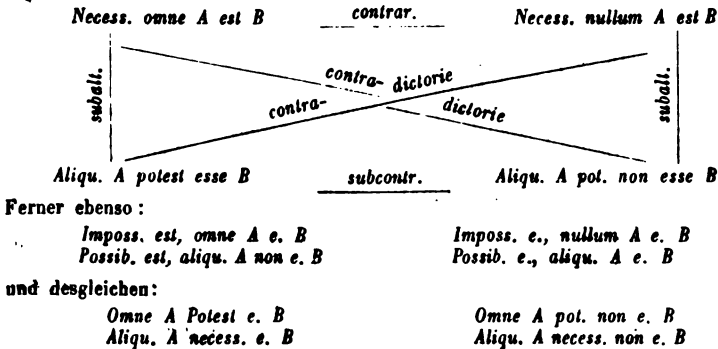 Necess. omne A est B contrar. Necess. nullum A est B
subalt. contra- dictorie subalt.
contra- dictorie
Aliqu. A potest esse B subcontr. Aliqu. A pot. non esse B
Ferner ebenso:
Imposs. est, omne A e. B Imposs. e., nullum A e. B
Possib. est, aliqu. A non e. B Possib. e., aliqu. A e. B
und desgleichen:
Omne A Potest e. B Omne A pot. non e. B
Aliqu. A necess. e. B Aliqu. A necess. non e. B